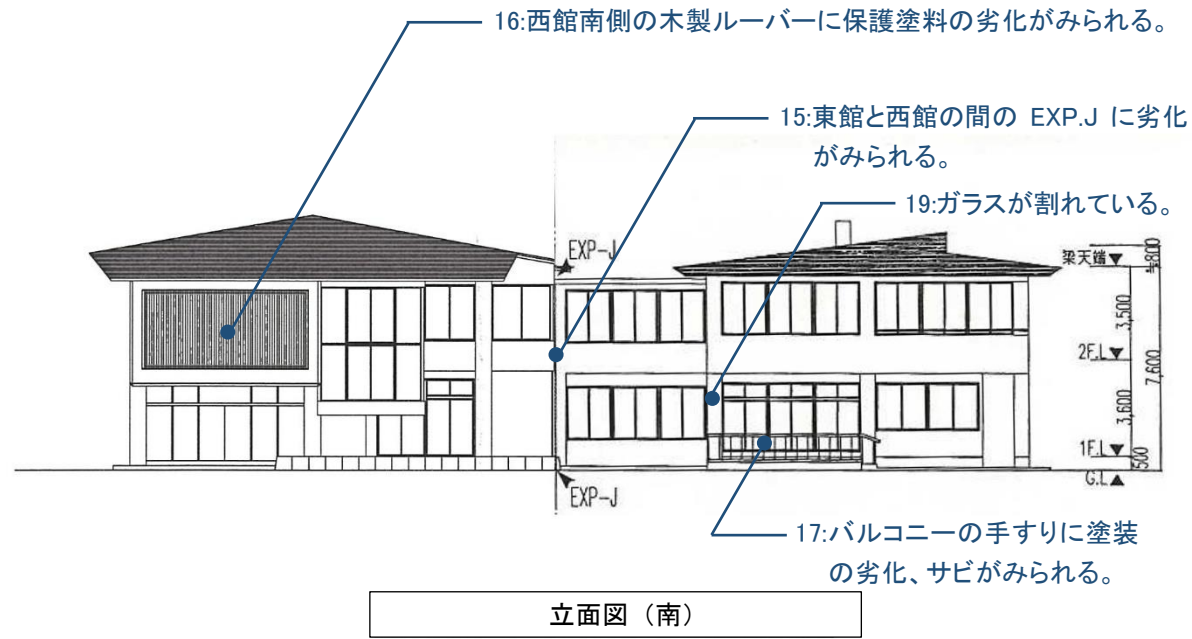 16:西館南側の木製ルーバーに保護塗料の劣化がみられる。
15:東館と西館の間の EXP.J に劣化
がみられる。
19:ガラスが割れている。
EXP-J
梁天端▼
≒800
3,500
2F.L▼
7,600
3,600
1F.L▼
500
G.L▲
EXP-J
17:バルコニーの手すりに塗装
の劣化、サビがみられる。
立面図（南）